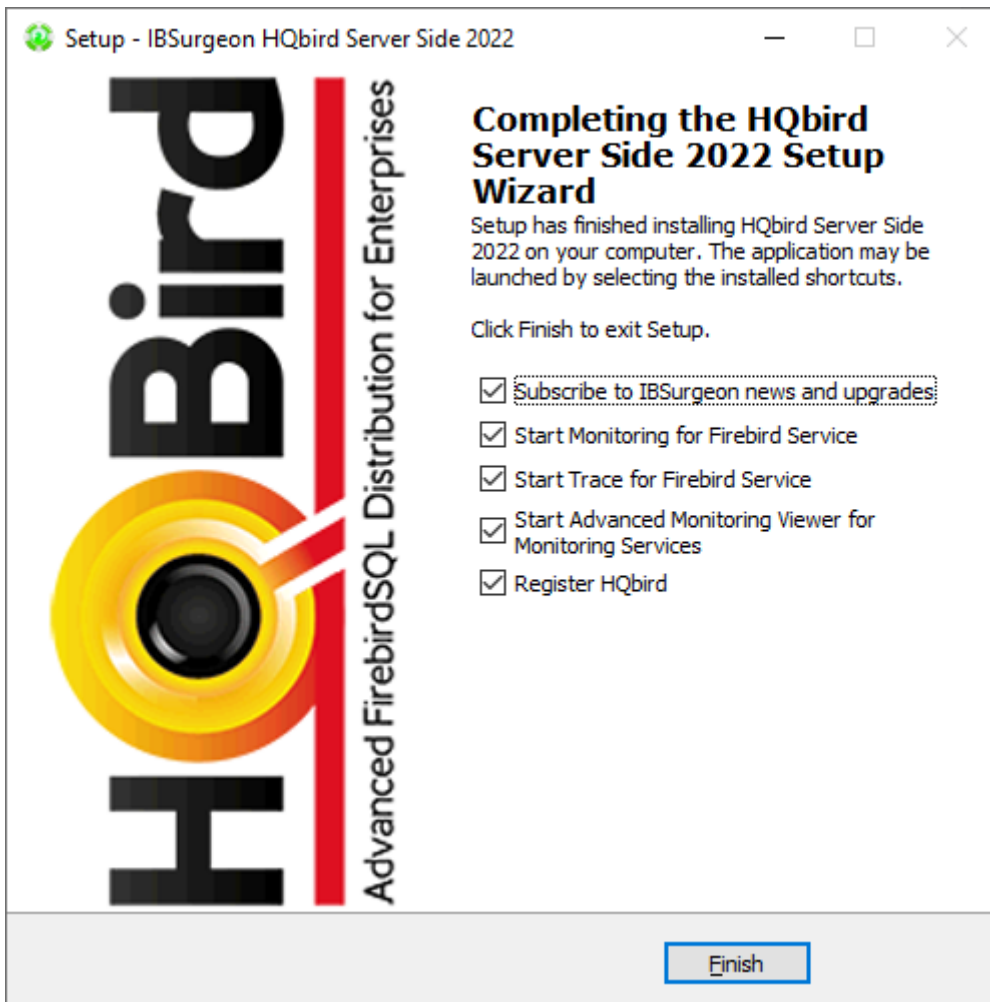 Setup - IBSurgeon HQbird Server Side 2022
HQBird
Advanced FirebirdSQL Distribution for Enterprises
Completing the HQbird
Server Side 2022 Setup
Wizard
Setup has finished installing HQbird Server Side
2022 on your computer. The application may be
launched by selecting the installed shortcuts.
Click Finish to exit Setup.
Subscribe to IBSurgeon news and upgrades
Start Monitoring for Firebird Service
Start Trace for Firebird Service
Start Advanced Monitoring Viewer for
Monitoring Services
Register HQbird
Finish